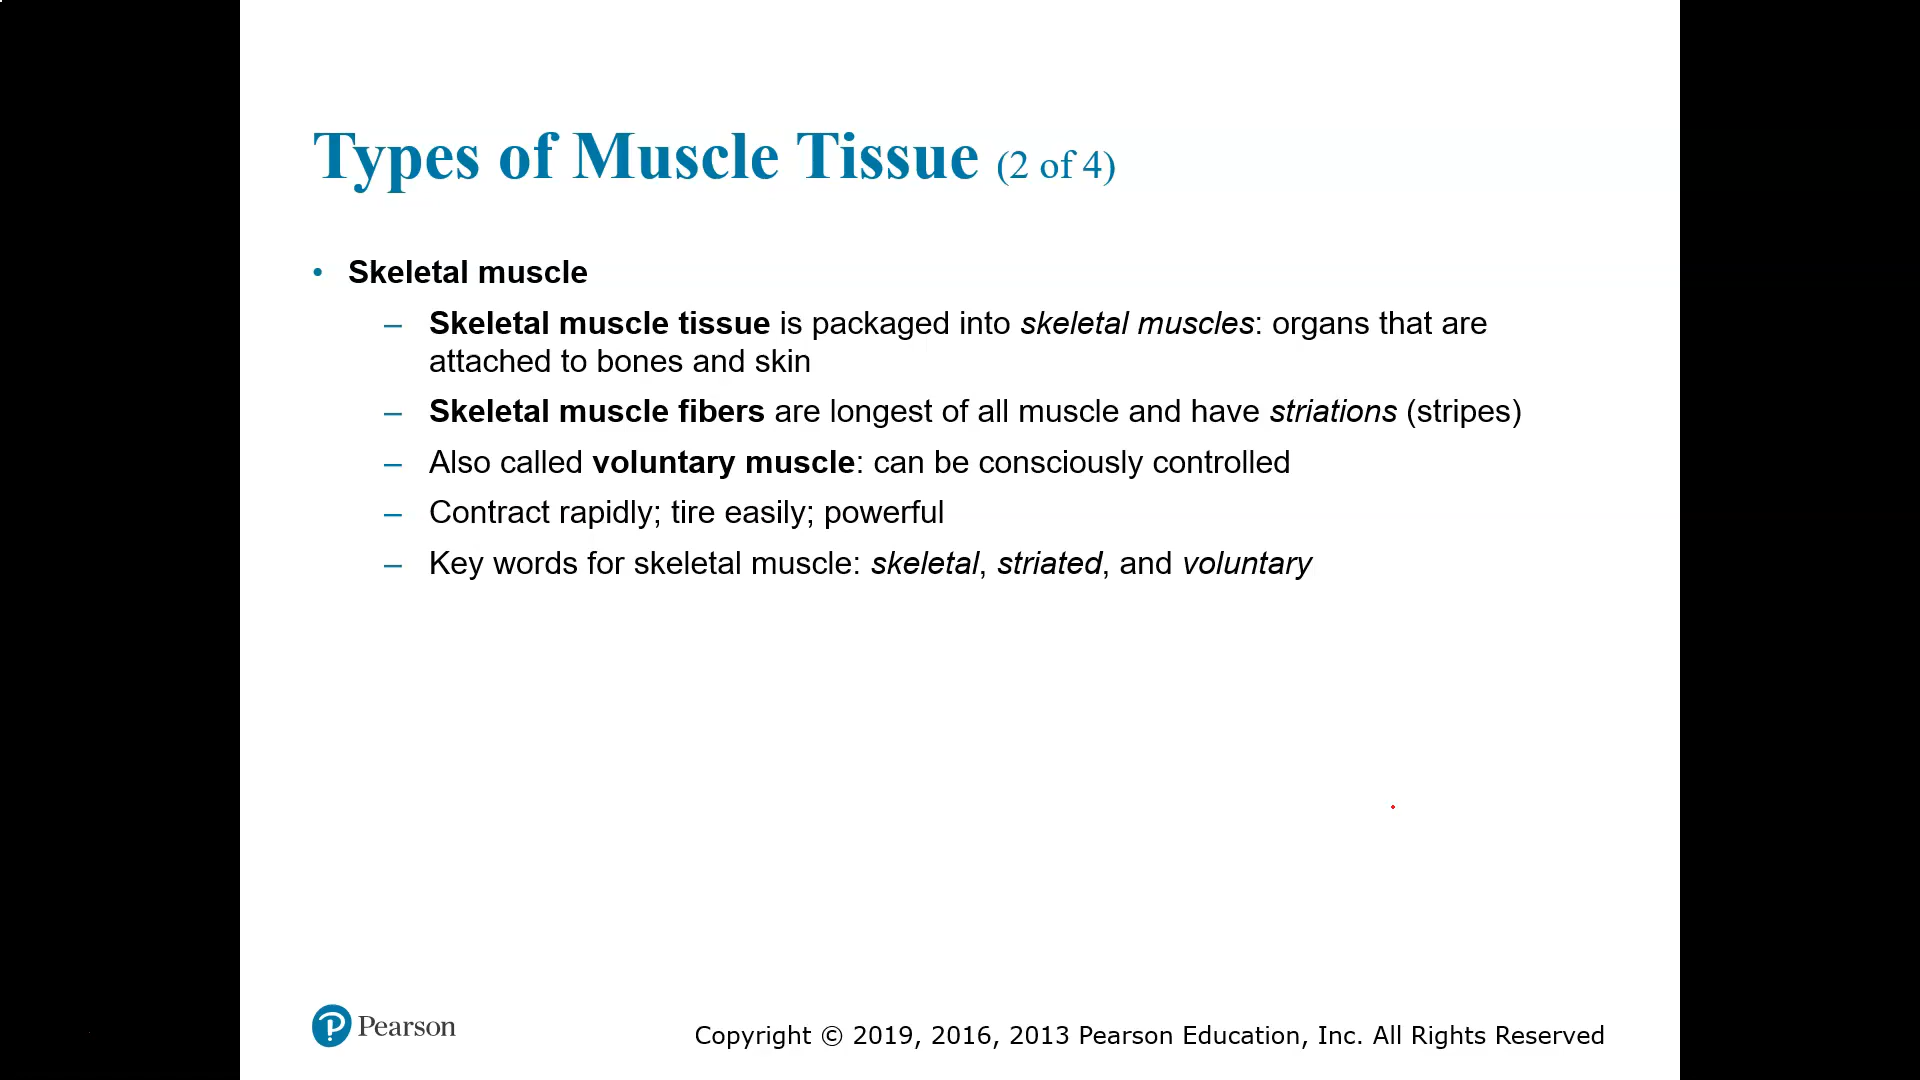 Types of Muscle Tissue (2 of 4)
• Skeletal muscle
– Skeletal muscle tissue is packaged into skeletal muscles: organs that are
attached to bones and skin
– Skeletal muscle fibers are longest of all muscle and have striations (stripes)
– Also called voluntary muscle: can be consciously controlled
– Contract rapidly; tire easily; powerful
– Key words for skeletal muscle: skeletal, striated, and voluntary
Pearson
Copyright © 2019, 2016, 2013 Pearson Education, Inc. All Rights Reserved